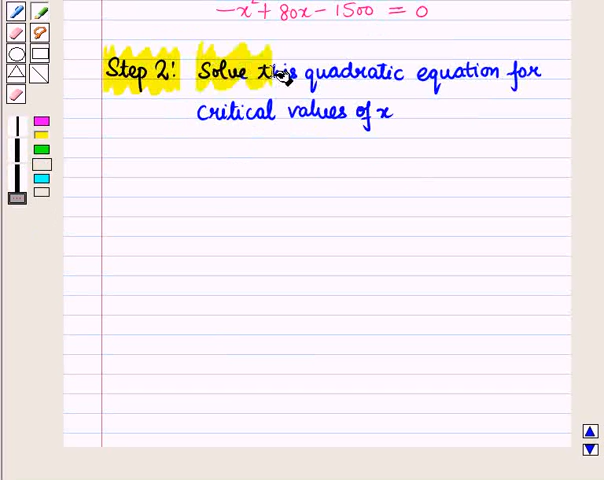 -x² + 80x - 1500 = 0
Step 2: Solve this quadratic equation for
critical values of x